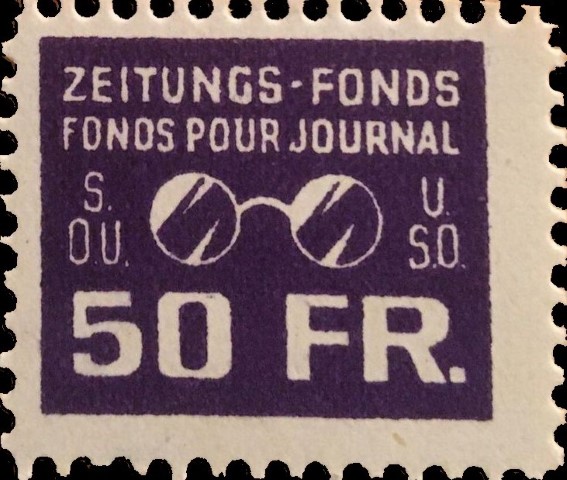 ZEITUNGS-FONDS
FONDS POUR JOURNAL
S. U.
O.U. S.O.
50 FR.